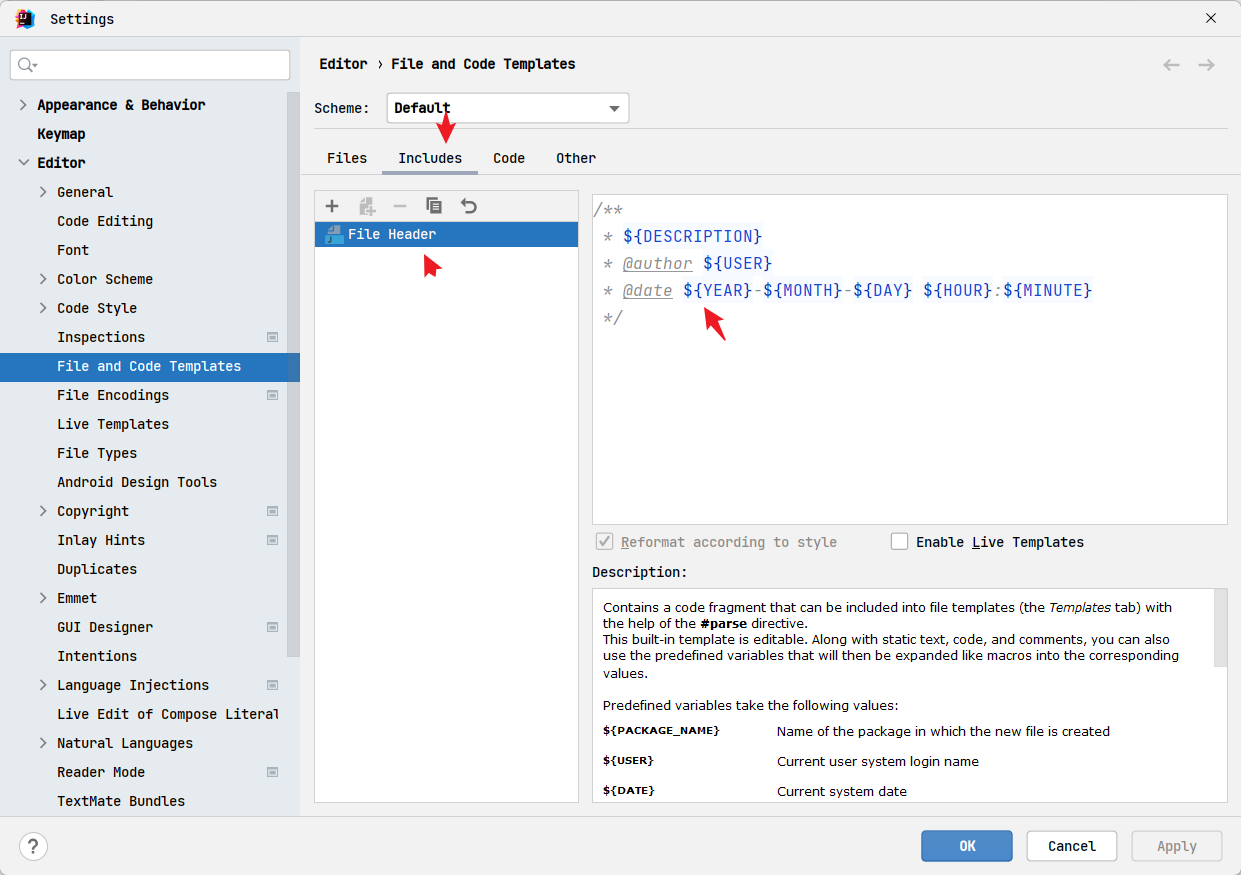 Settings
Editor › File and Code Templates
Scheme: Default
Files Includes Code Other
Appearance & Behavior
Keymap
Editor
General
Code Editing
Font
Color Scheme
Code Style
Inspections
File and Code Templates
File Encodings
Live Templates
File Types
Android Design Tools
Copyright
Inlay Hints
Duplicates
Emmet
GUI Designer
Intentions
Language Injections
Live Edit of Compose Literal
Natural Languages
Reader Mode
TextMate Bundles
File Header
/**
* ${DESCRIPTION}
* @author ${USER}
* @date ${YEAR}-${MONTH}-${DAY} ${HOUR}:${MINUTE}
*/
Reformat according to style Enable Live Templates
Description:
Contains a code fragment that can be included into file templates (the Templates tab) with
the help of the #parse directive.
This built-in template is editable. Along with static text, code, and comments, you can also
use the predefined variables that will then be expanded like macros into the corresponding
values.
Predefined variables take the following values:
${PACKAGE_NAME} Name of the package in which the new file is created
${USER} Current user system login name
${DATE} Current system date
? OK Cancel Apply